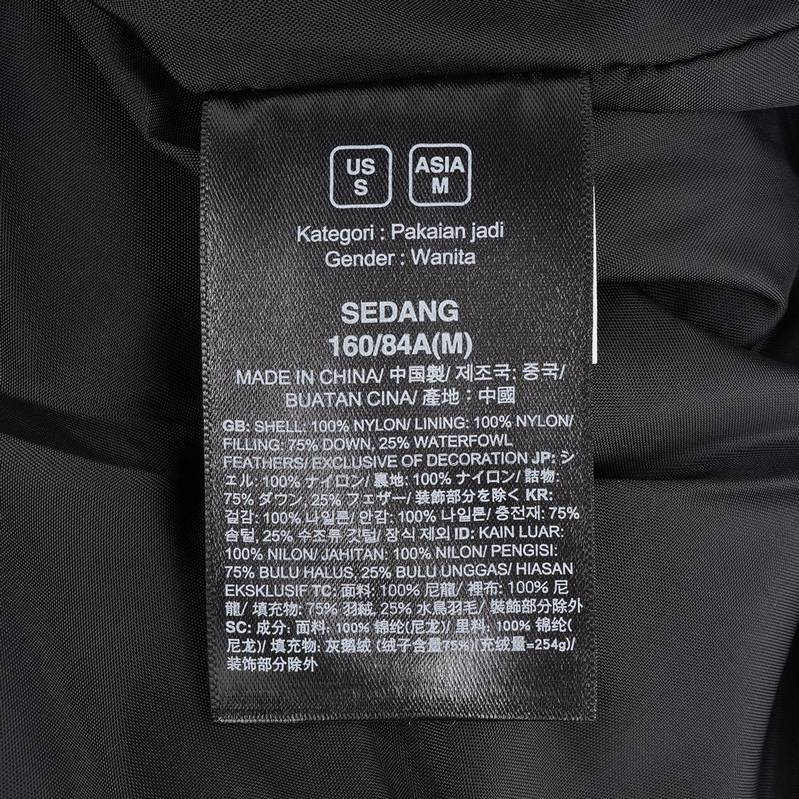 US
S
ASIA
M
Kategori : Pakaian jadi
Gender : Wanita
SEDANG
160/84A(M)
MADE IN CHINA/ 中国製/ 제조국: 중국/
BUATAN CINA/ 產地：中國
GB: SHELL: 100% NYLON/ LINING: 100% NYLON/
FILLING: 75% DOWN, 25% WATERFOWL
FEATHERS/ EXCLUSIVE OF DECORATION JP: シ
ェル: 100% ナイロン/ 裏地: 100% ナイロン/ 詰物:
75% ダウン, 25% フェザー/ 装飾部分を除く KR:
겉감: 100% 나일론/ 안감: 100% 나일론/ 충전재: 75%
솜털, 25% 수조류 깃털/ 장식 제외 ID: KAIN LUAR:
100% NILON/ JAHITAN: 100% NILON/ PENGISI:
75% BULU HALUS, 25% BULU UNGGAS/ HIASAN
EKSKLUSIF TC: 面料: 100% 尼龍/ 裡布: 100% 尼
龍/ 填充物: 75% 羽絨, 25% 水鳥羽毛/ 裝飾部分除外
SC: 成分: 面料: 100% 锦纶(尼龙)/ 里料: 100% 锦纶(
尼龙)/ 填充物: 灰鹅绒 (绒子含量75%)(充绒量=254g)/
装饰部分除外